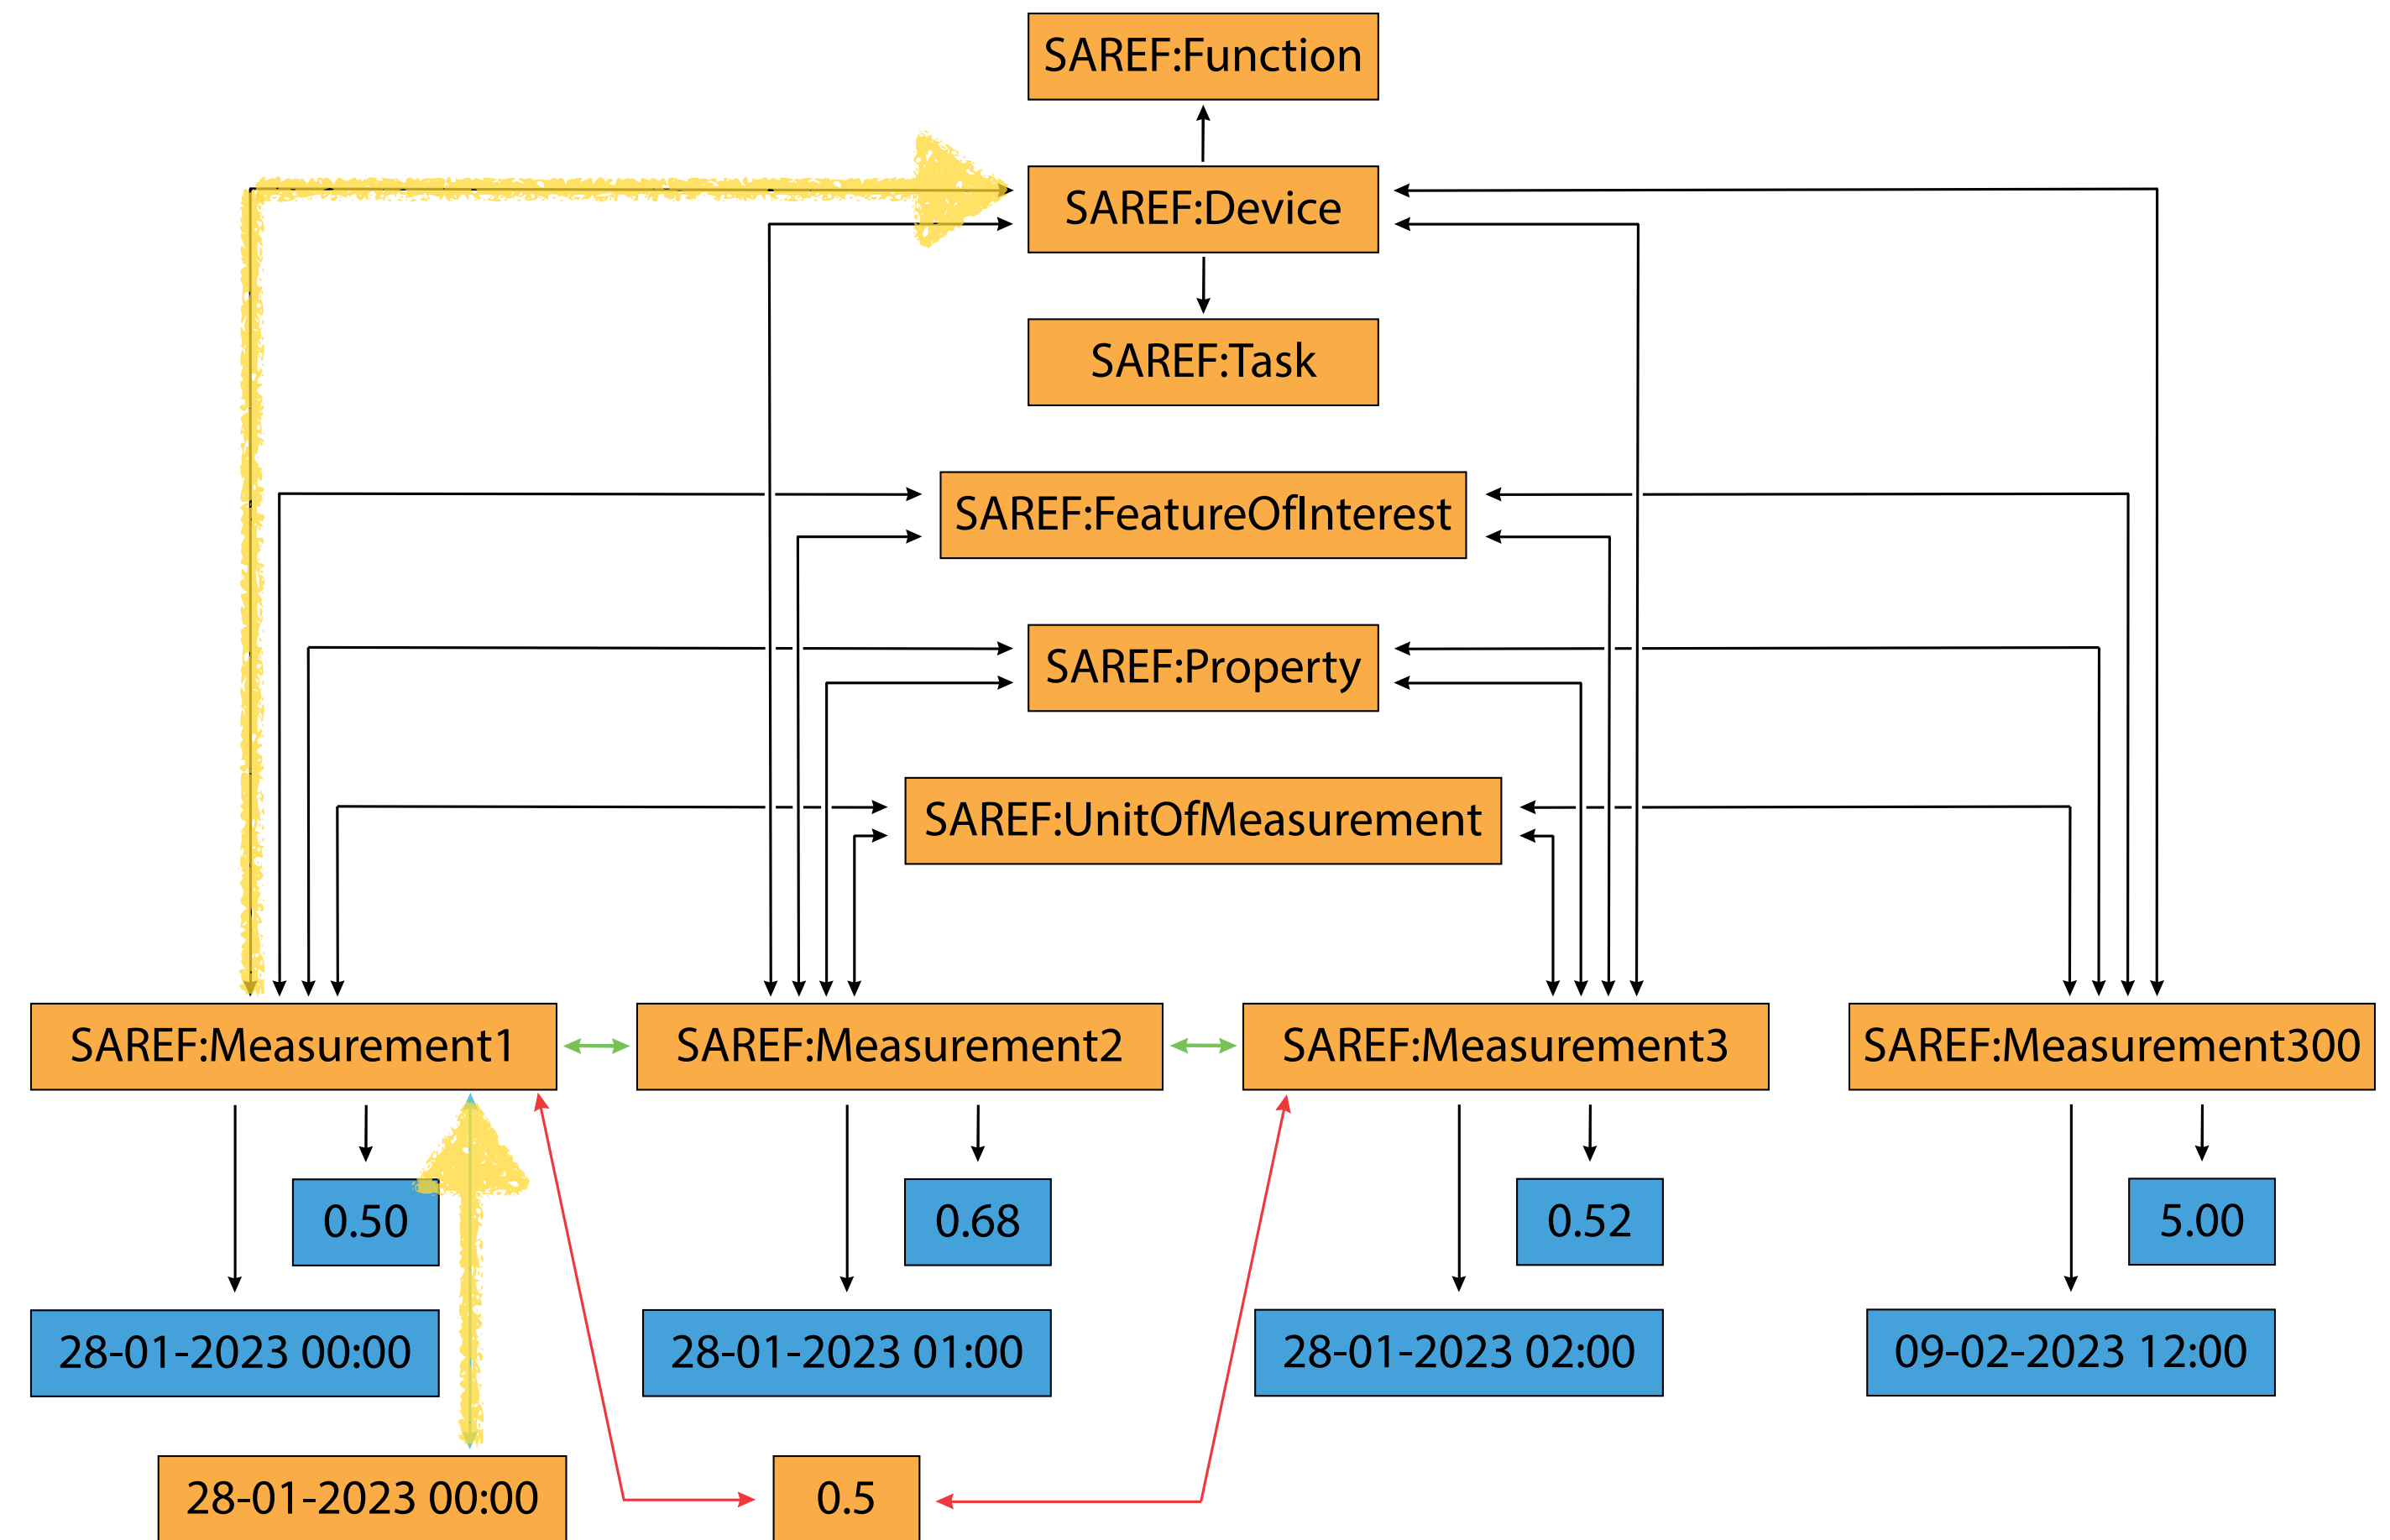 SAREF:Function
SAREF:Device
SAREF:Task
SAREF:FeatureOfInterest
SAREF:Property
SAREF:UnitOfMeasurement
SAREF:Measurement1
SAREF:Measurement2
SAREF:Measurement3
SAREF:Measurement300
0.50
0.68
0.52
5.00
28-01-2023 00:00
28-01-2023 01:00
28-01-2023 02:00
09-02-2023 12:00
28-01-2023 00:00
0.5